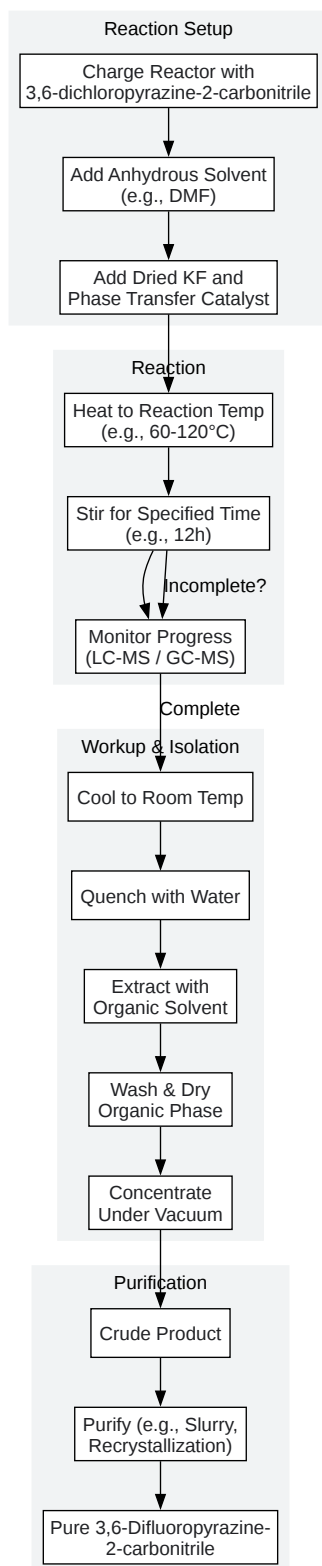 Reaction Setup
Charge Reactor with
3,6-dichloropyrazine-2-carbonitrile
Add Anhydrous Solvent
(e.g., DMF)
Add Dried KF and
Phase Transfer Catalyst
Reaction
Heat to Reaction Temp
(e.g., 60-120°C)
Stir for Specified Time
(e.g., 12h)
Incomplete?
Monitor Progress
(LC-MS / GC-MS)
Complete
Workup & Isolation
Cool to Room Temp
Quench with Water
Extract with
Organic Solvent
Wash & Dry
Organic Phase
Concentrate
Under Vacuum
Purification
Crude Product
Purify (e.g., Slurry,
Recrystallization)
Pure 3,6-Difluoropyrazine-
2-carbonitrile